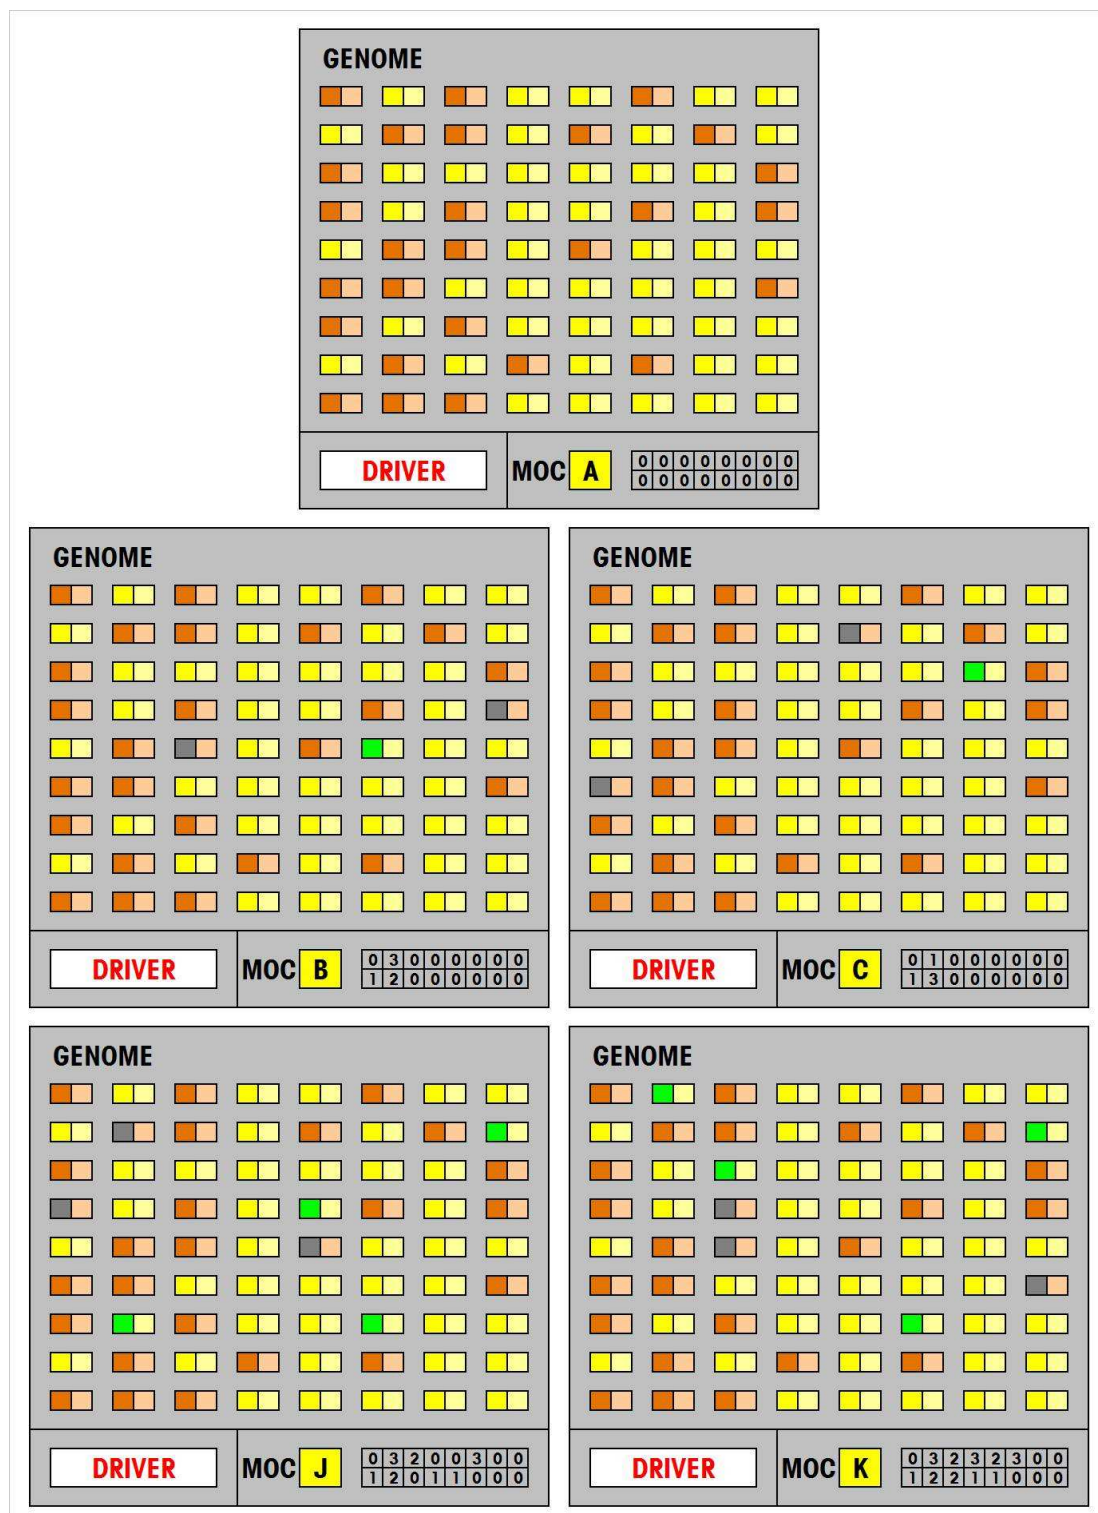 GENOME
DRIVER MOC A 0 0 0 0 0 0 0 0
0 0 0 0 0 0 0 0
GENOME
DRIVER MOC B 0 3 0 0 0 0 0 0
1 2 0 0 0 0 0 0
GENOME
DRIVER MOC C 0 1 0 0 0 0 0 0
1 3 0 0 0 0 0 0
GENOME
DRIVER MOC J 0 3 2 0 0 3 0 0
1 2 0 1 1 0 0 0
GENOME
DRIVER MOC K 0 3 2 3 2 3 0 0
1 2 2 1 1 0 0 0